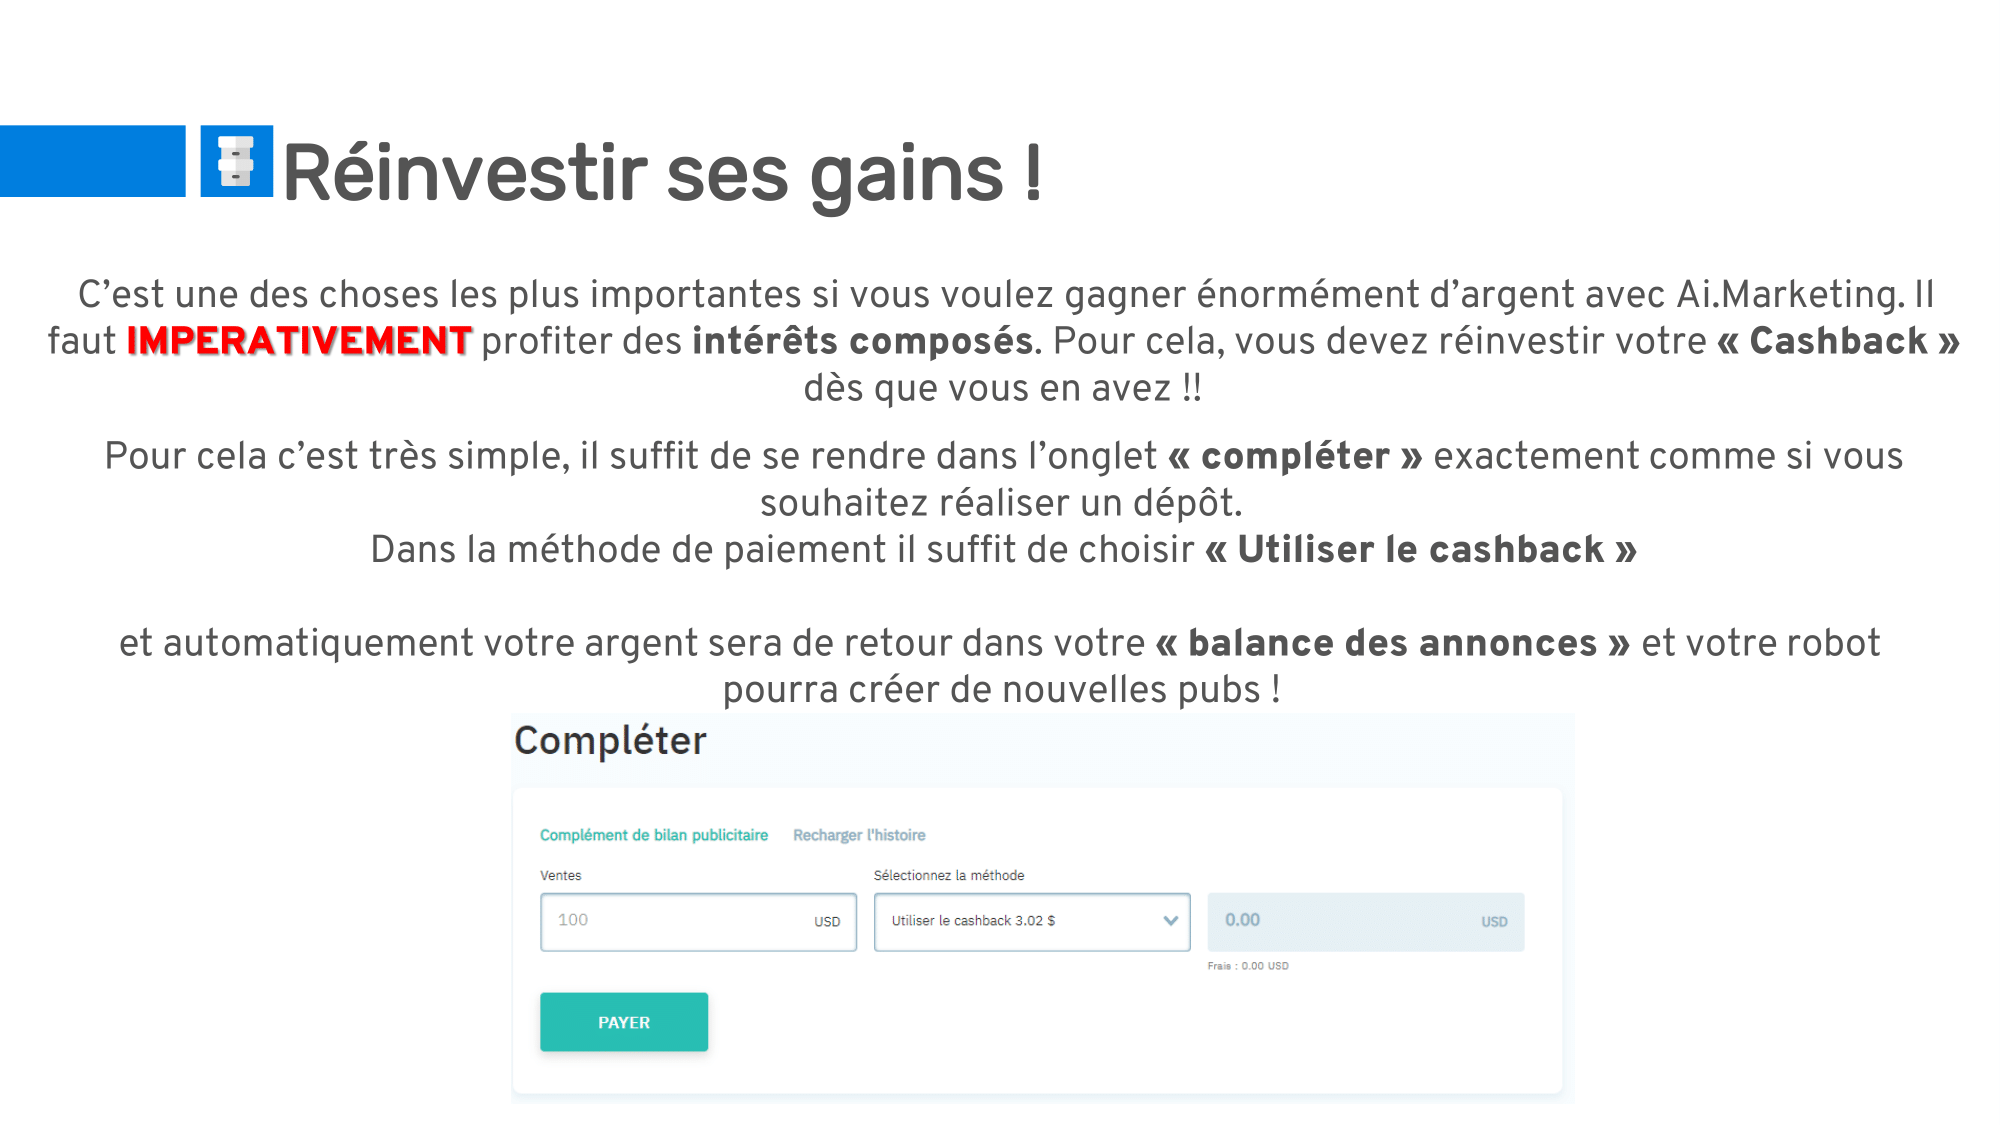 Réinvestir ses gains !
C’est une des choses les plus importantes si vous voulez gagner énormément d’argent avec Ai.Marketing. Il
faut IMPERATIVEMENT profiter des intérêts composés. Pour cela, vous devez réinvestir votre « Cashback »
dès que vous en avez !!
Pour cela c’est très simple, il suffit de se rendre dans l’onglet « compléter » exactement comme si vous
souhaitez réaliser un dépôt.
Dans la méthode de paiement il suffit de choisir « Utiliser le cashback »
et automatiquement votre argent sera de retour dans votre « balance des annonces » et votre robot
pourra créer de nouvelles pubs !
Compléter
Complément de bilan publicitaire Recharger l'histoire
Ventes Sélectionnez la méthode
100 USD Utiliser le cashback 3.02 $ 0.00 USD
Frais : 0.00 USD
PAYER